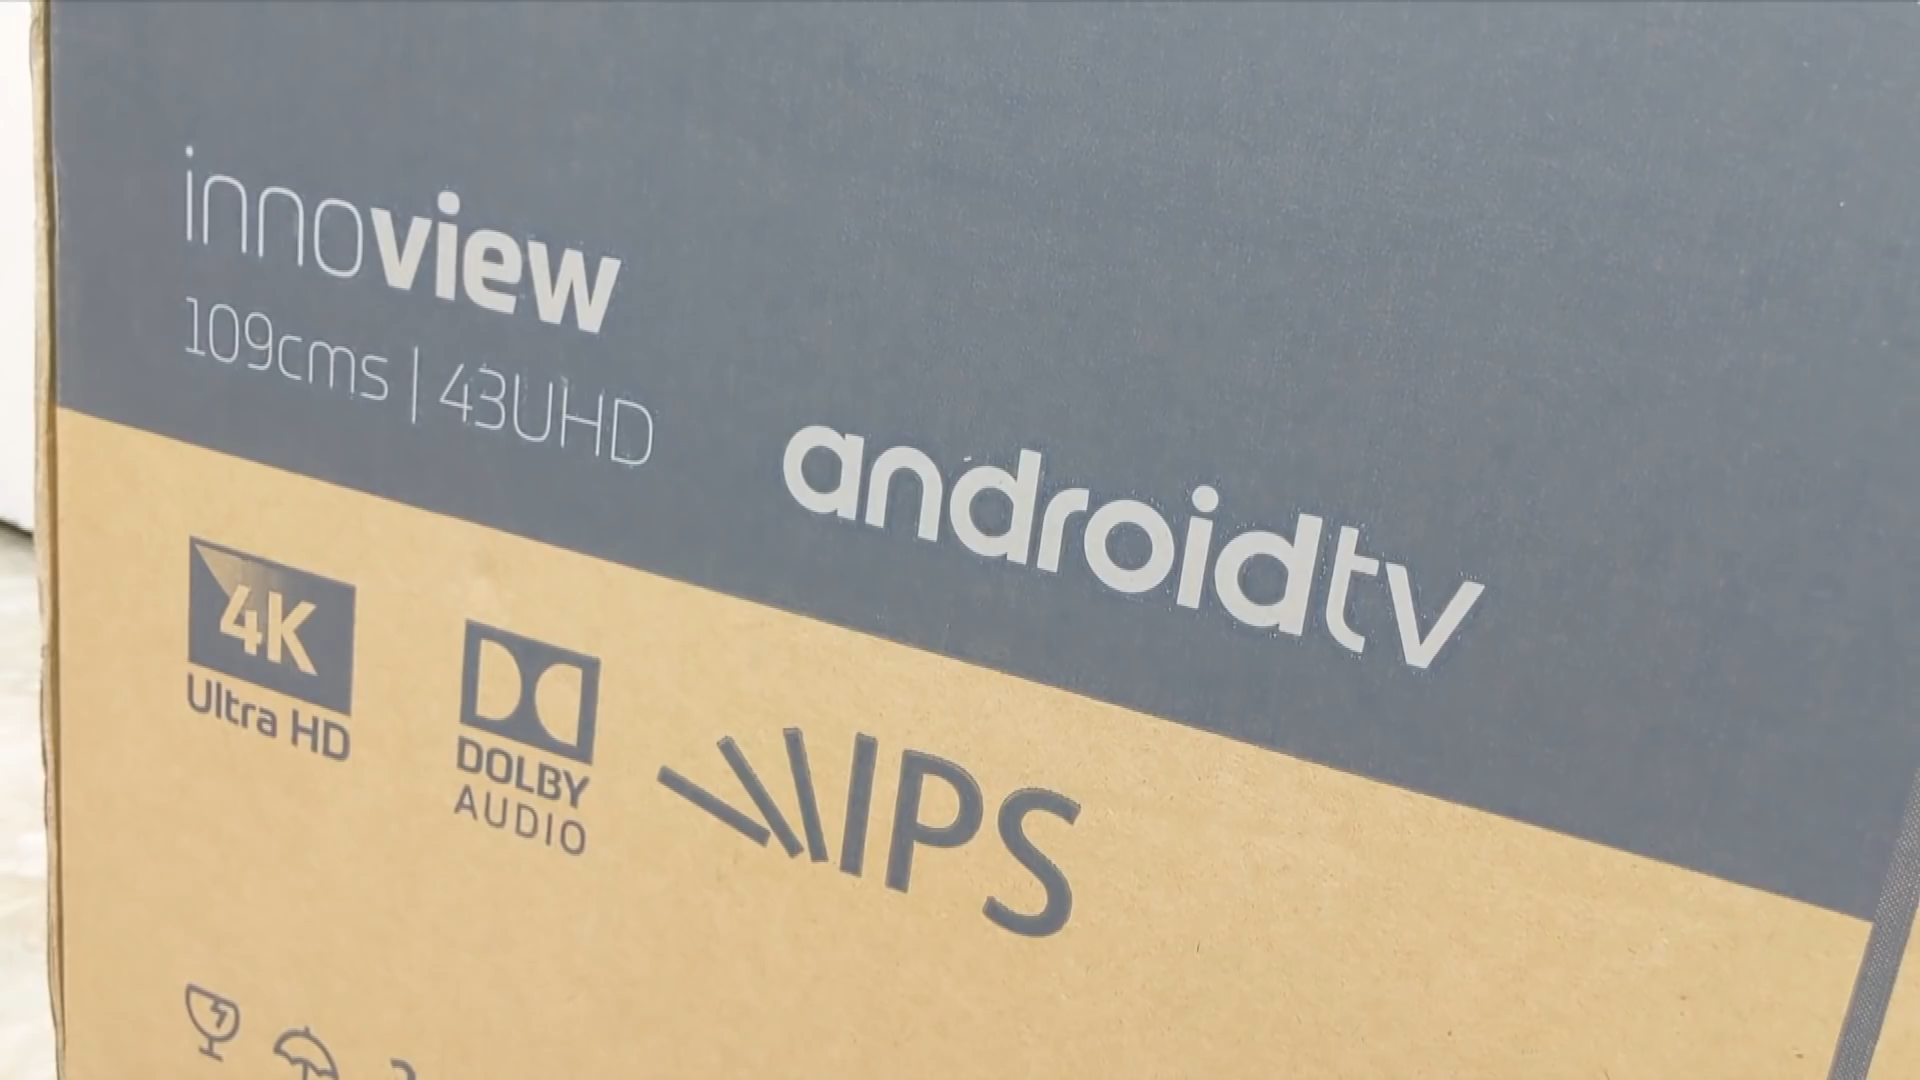 innoview
109cms | 43UHD
androidtv
4K
Ultra HD
DOLBY
AUDIO
IPS